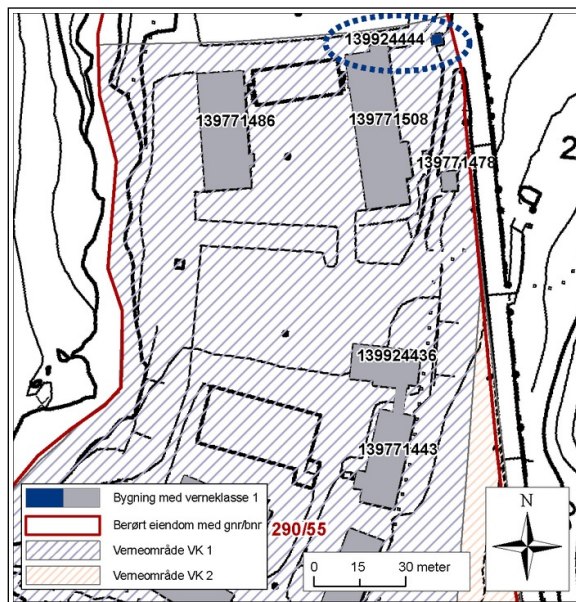 139924444
139771486
139771508
139771478
2
139924436
139771443
Bygning med verneklasse 1
Berørt eiendom med gnr/bnr
290/55
Verneområde VK 1
Verneområde VK 2
0 15 30 meter
N